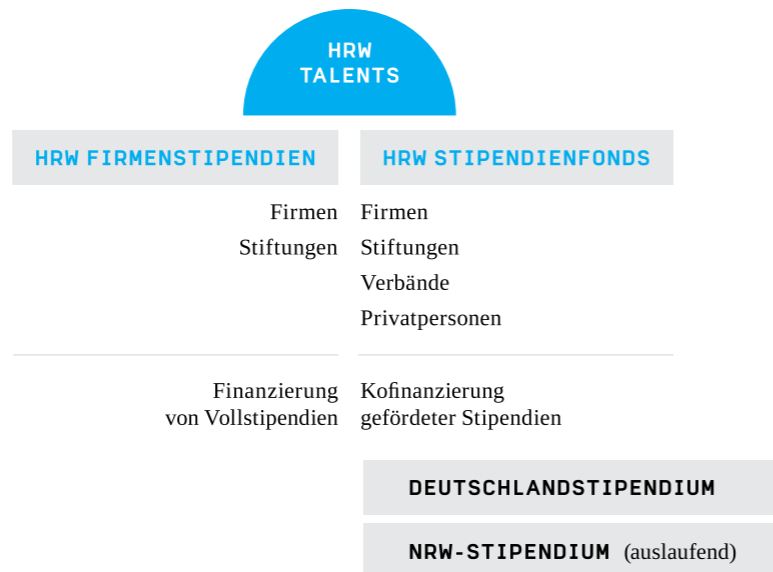 HRW
TALENTS
HRW FIRMENSTIPENDIEN
HRW STIPENDIENFONDS
Firmen
Stiftungen
Firmen
Stiftungen
Verbände
Privatpersonen
Finanzierung
von Vollstipendien
Kofinanzierung
gefördeter Stipendien
DEUTSCHLANDSTIPENDIUM
NRW-STIPENDIUM (auslaufend)